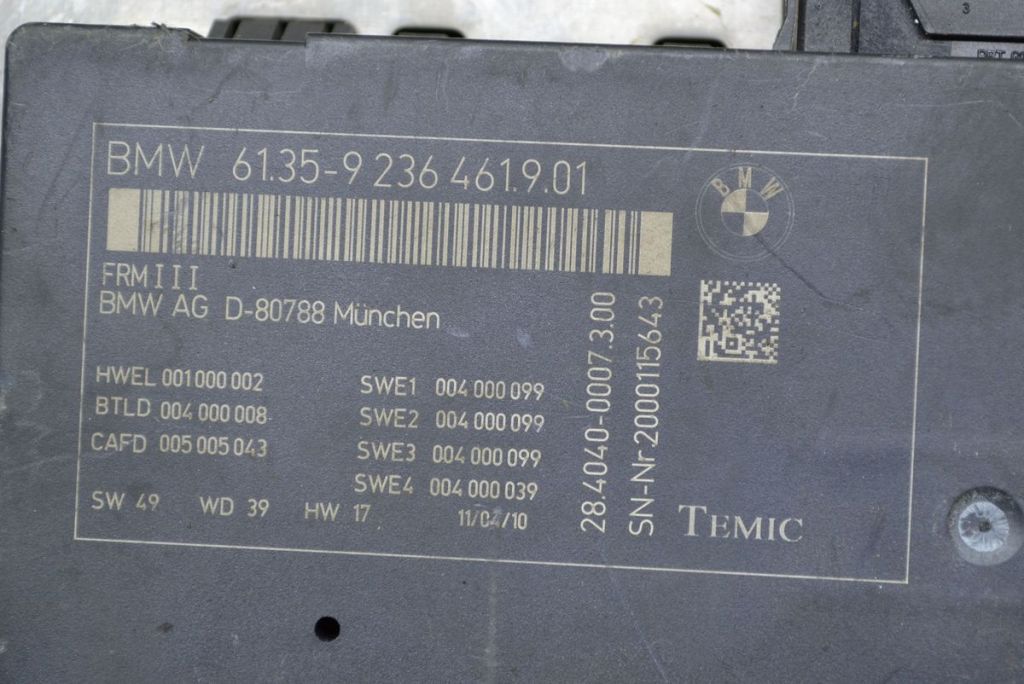 3
BMW 61.35-9 236 461.9.01
BMW
FRM III
BMW AG D-80788 München
HWEL 001 000 002
BTLD 004 000 008
CAFD 005 005 043
SWE1 004 000 099
SWE2 004 000 099
SWE3 004 000 099
SWE4 004 000 039
SW 49 WD 39 HW 17 11/04/10
28.4040-0007.3.00
SN-Nr.2000115643
TEMIC